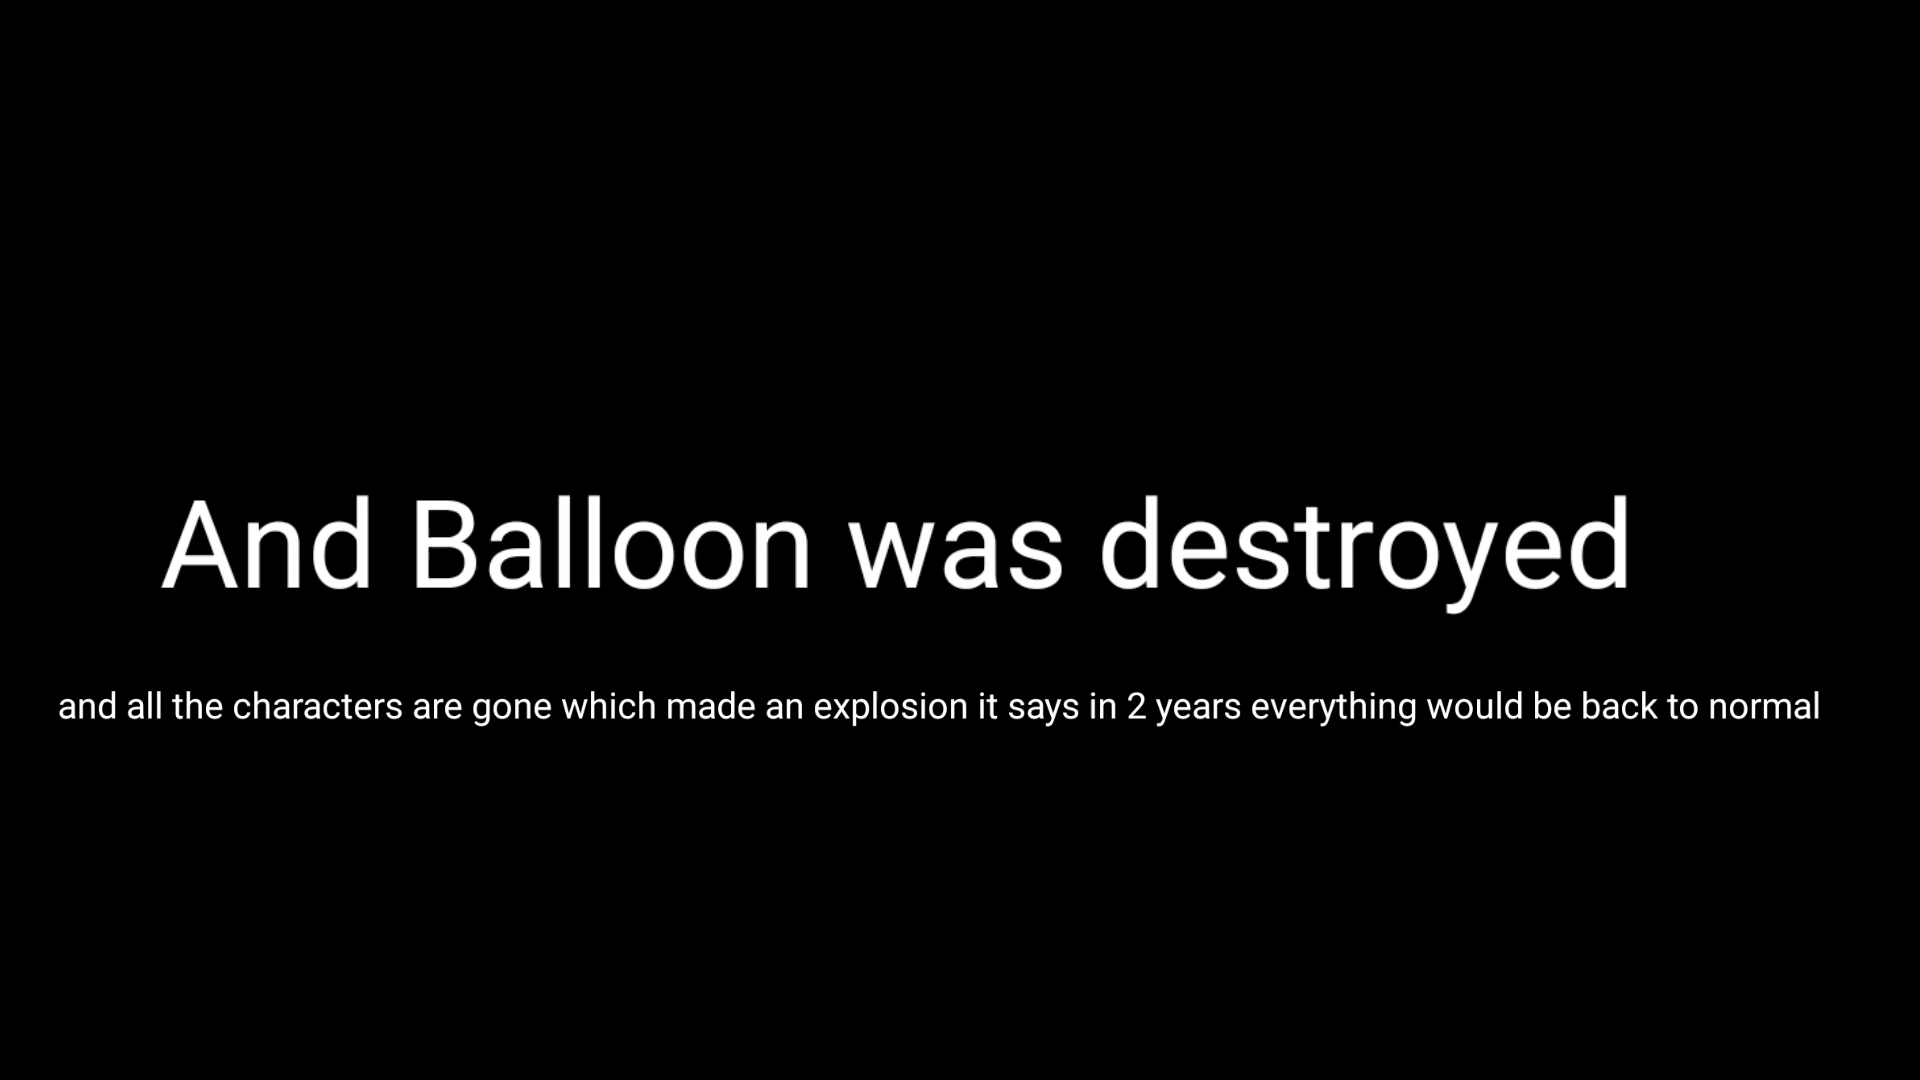 And Balloon was destroyed
and all the characters are gone which made an explosion it says in 2 years everything would be back to normal